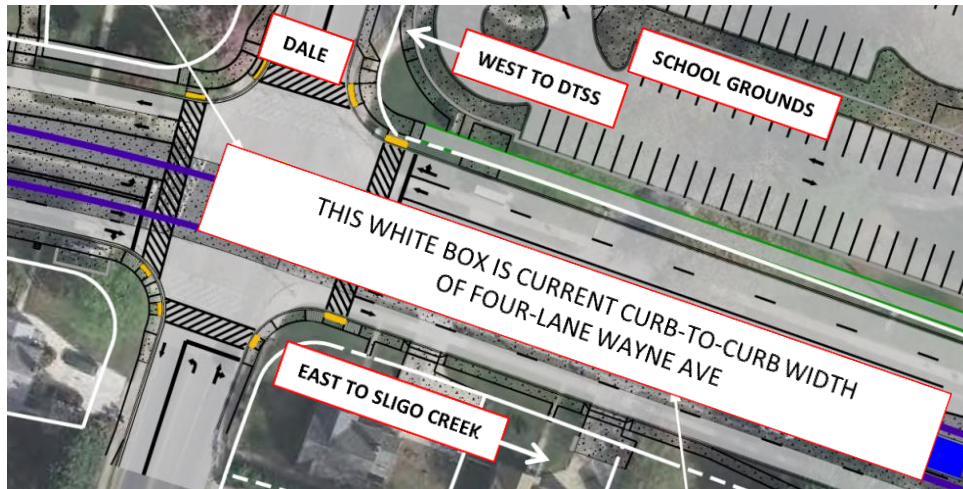 DALE
WEST TO DTSS
SCHOOL GROUNDS
THIS WHITE BOX IS CURRENT CURB-TO-CURB WIDTH
OF FOUR-LANE WAYNE AVE
EAST TO SLIGO CREEK